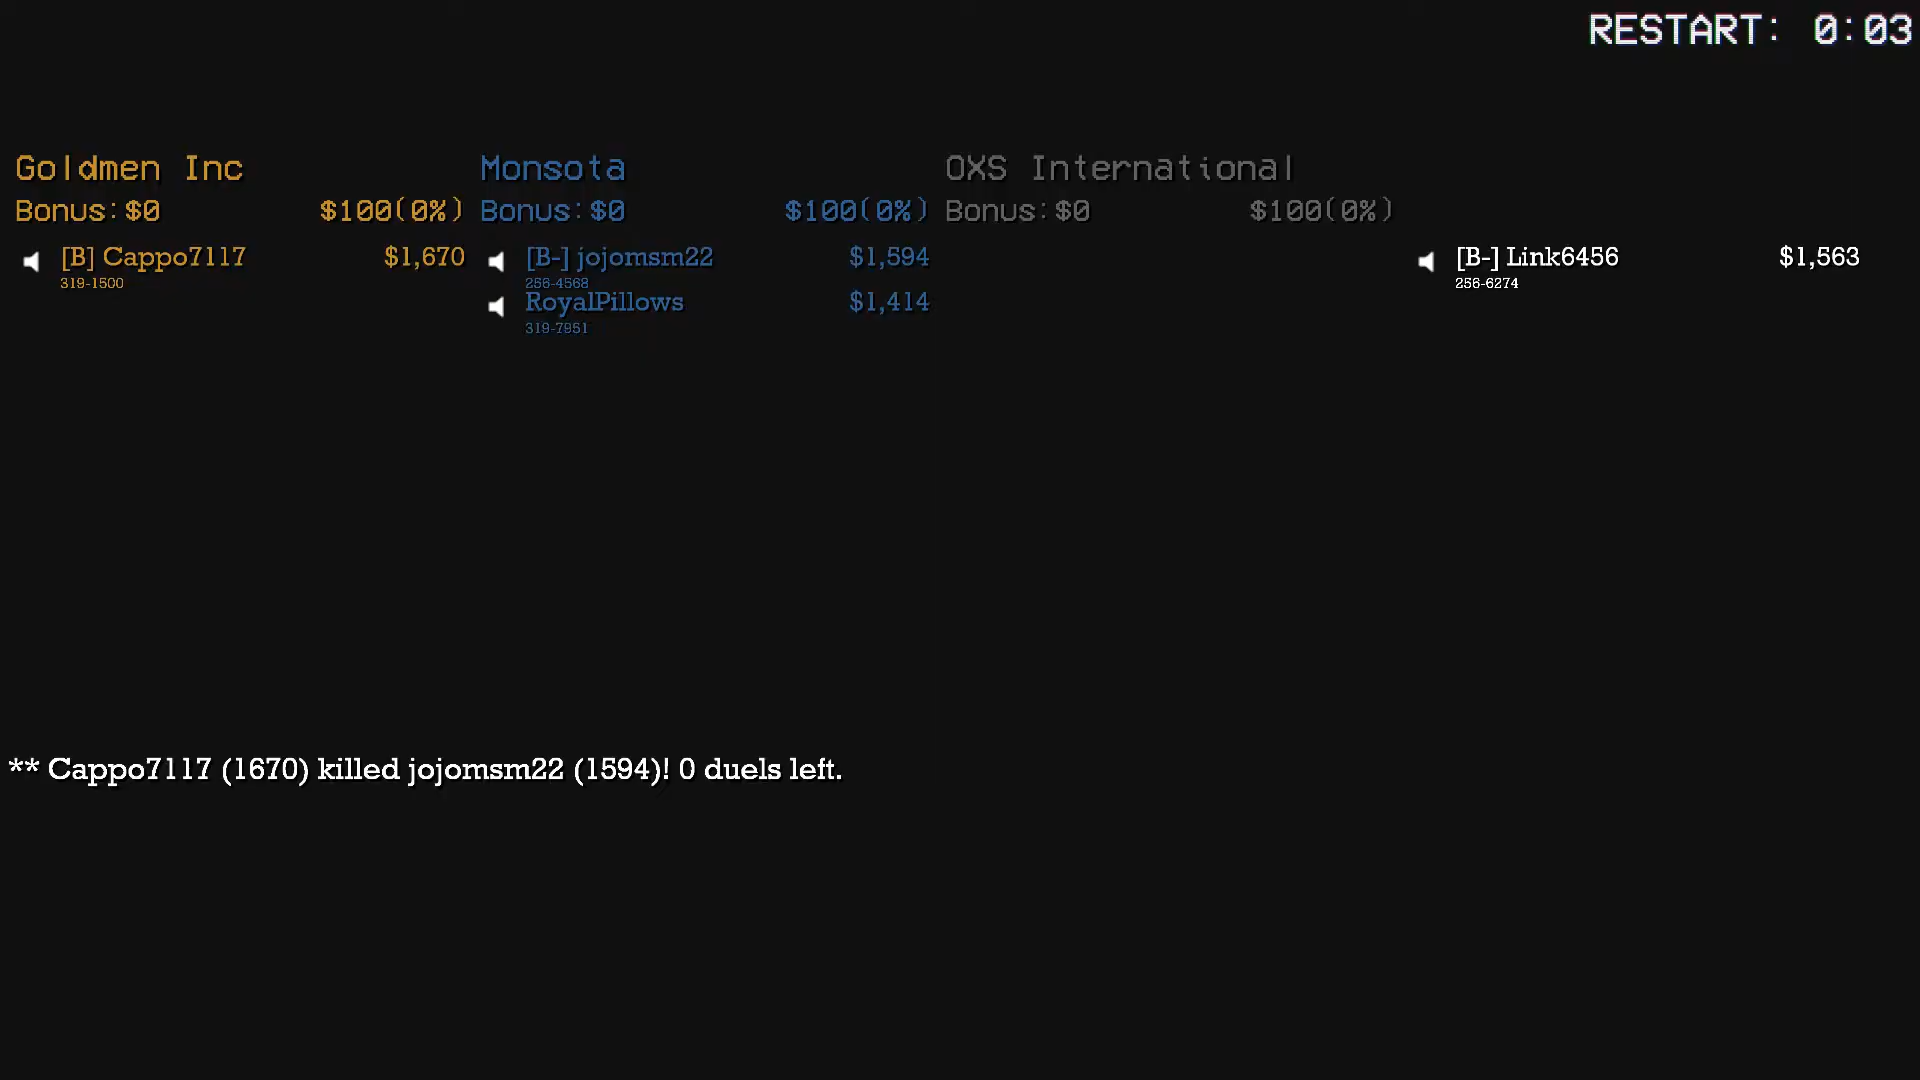 RESTART: 0:03
Goldmen Inc
Bonus:$0 $100(0%)
[B] Cappo7117 $1,670
319-1500
Monsota
Bonus:$0 $100(0%)
[B-] jojomsm22 $1,594
256-4568
RoyalPillows $1,414
319-7951
OXS International
Bonus:$0 $100(0%)
[B-] Link6456 $1,563
256-6274
** Cappo7117 (1670) killed jojomsm22 (1594)! 0 duels left.